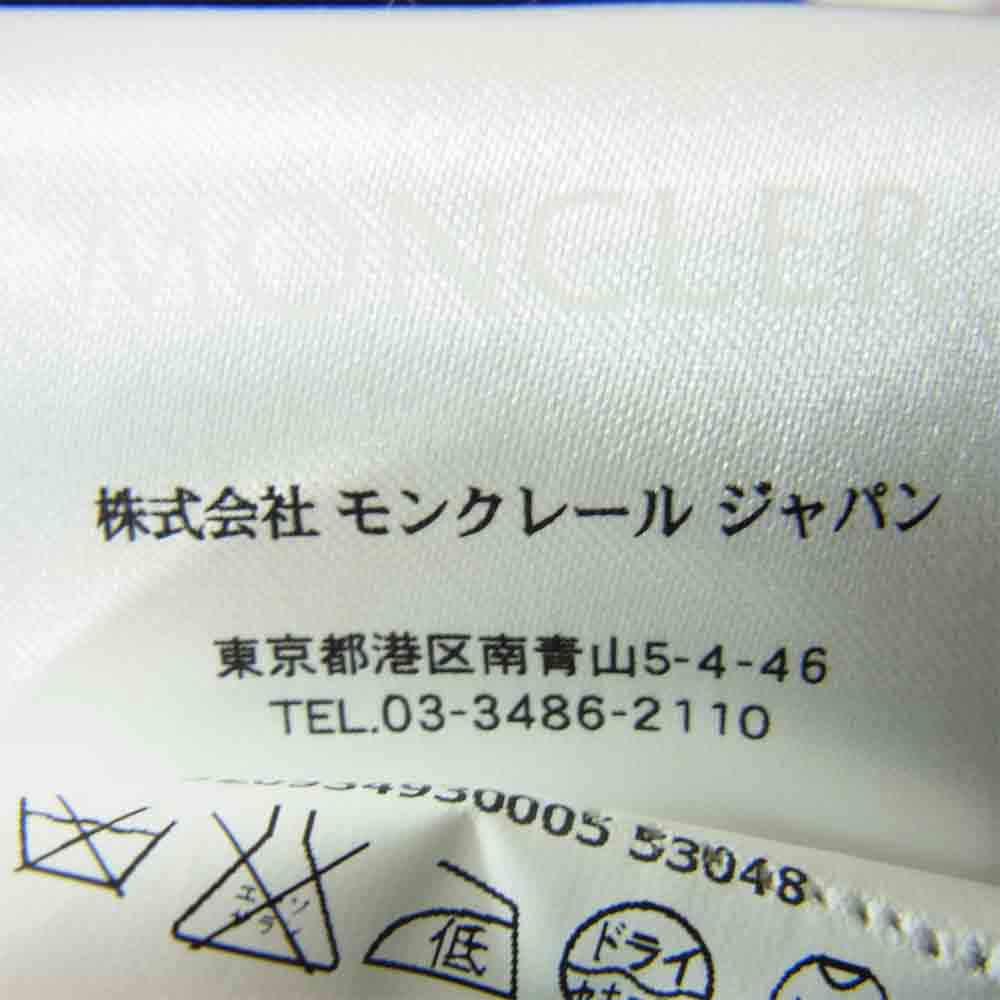 MONCLER
株式会社 モンクレール ジャパン
東京都港区南青山5-4-46
TEL.03-3486-2110
34930005 53048
低
ドライ